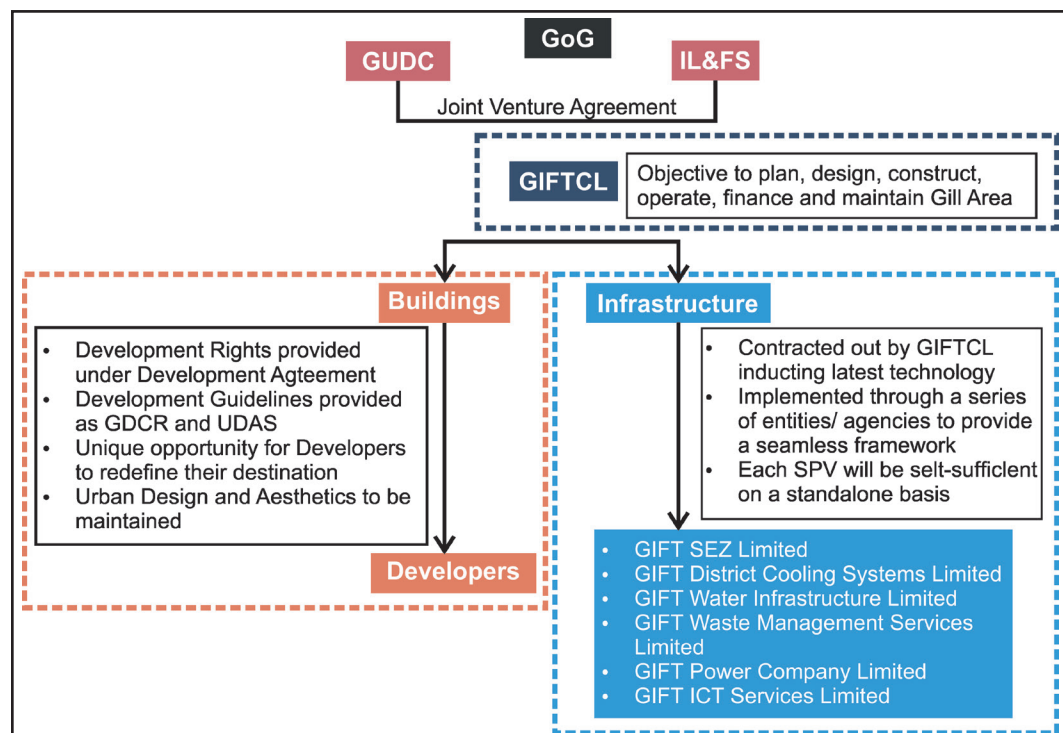 GoG
GUDC
IL&FS
Joint Venture Agreement
GIFTCL
Objective to plan, design, construct,
operate, finance and maintain Gill Area
Buildings
• Development Rights provided
under Development Agteement
• Development Guidelines provided
as GDCR and UDAS
• Unique opportunity for Developers
to redefine their destination
• Urban Design and Aesthetics to be
maintained
Developers
Infrastructure
• Contracted out by GIFTCL
inducting latest technology
• Implemented through a series
of entities/ agencies to provide
a seamless framework
• Each SPV will be selt-sufficlent
on a standalone basis
• GIFT SEZ Limited
• GIFT District Cooling Systems Limited
• GIFT Water Infrastructure Limited
• GIFT Waste Management Services
Limited
• GIFT Power Company Limited
• GIFT ICT Services Limited